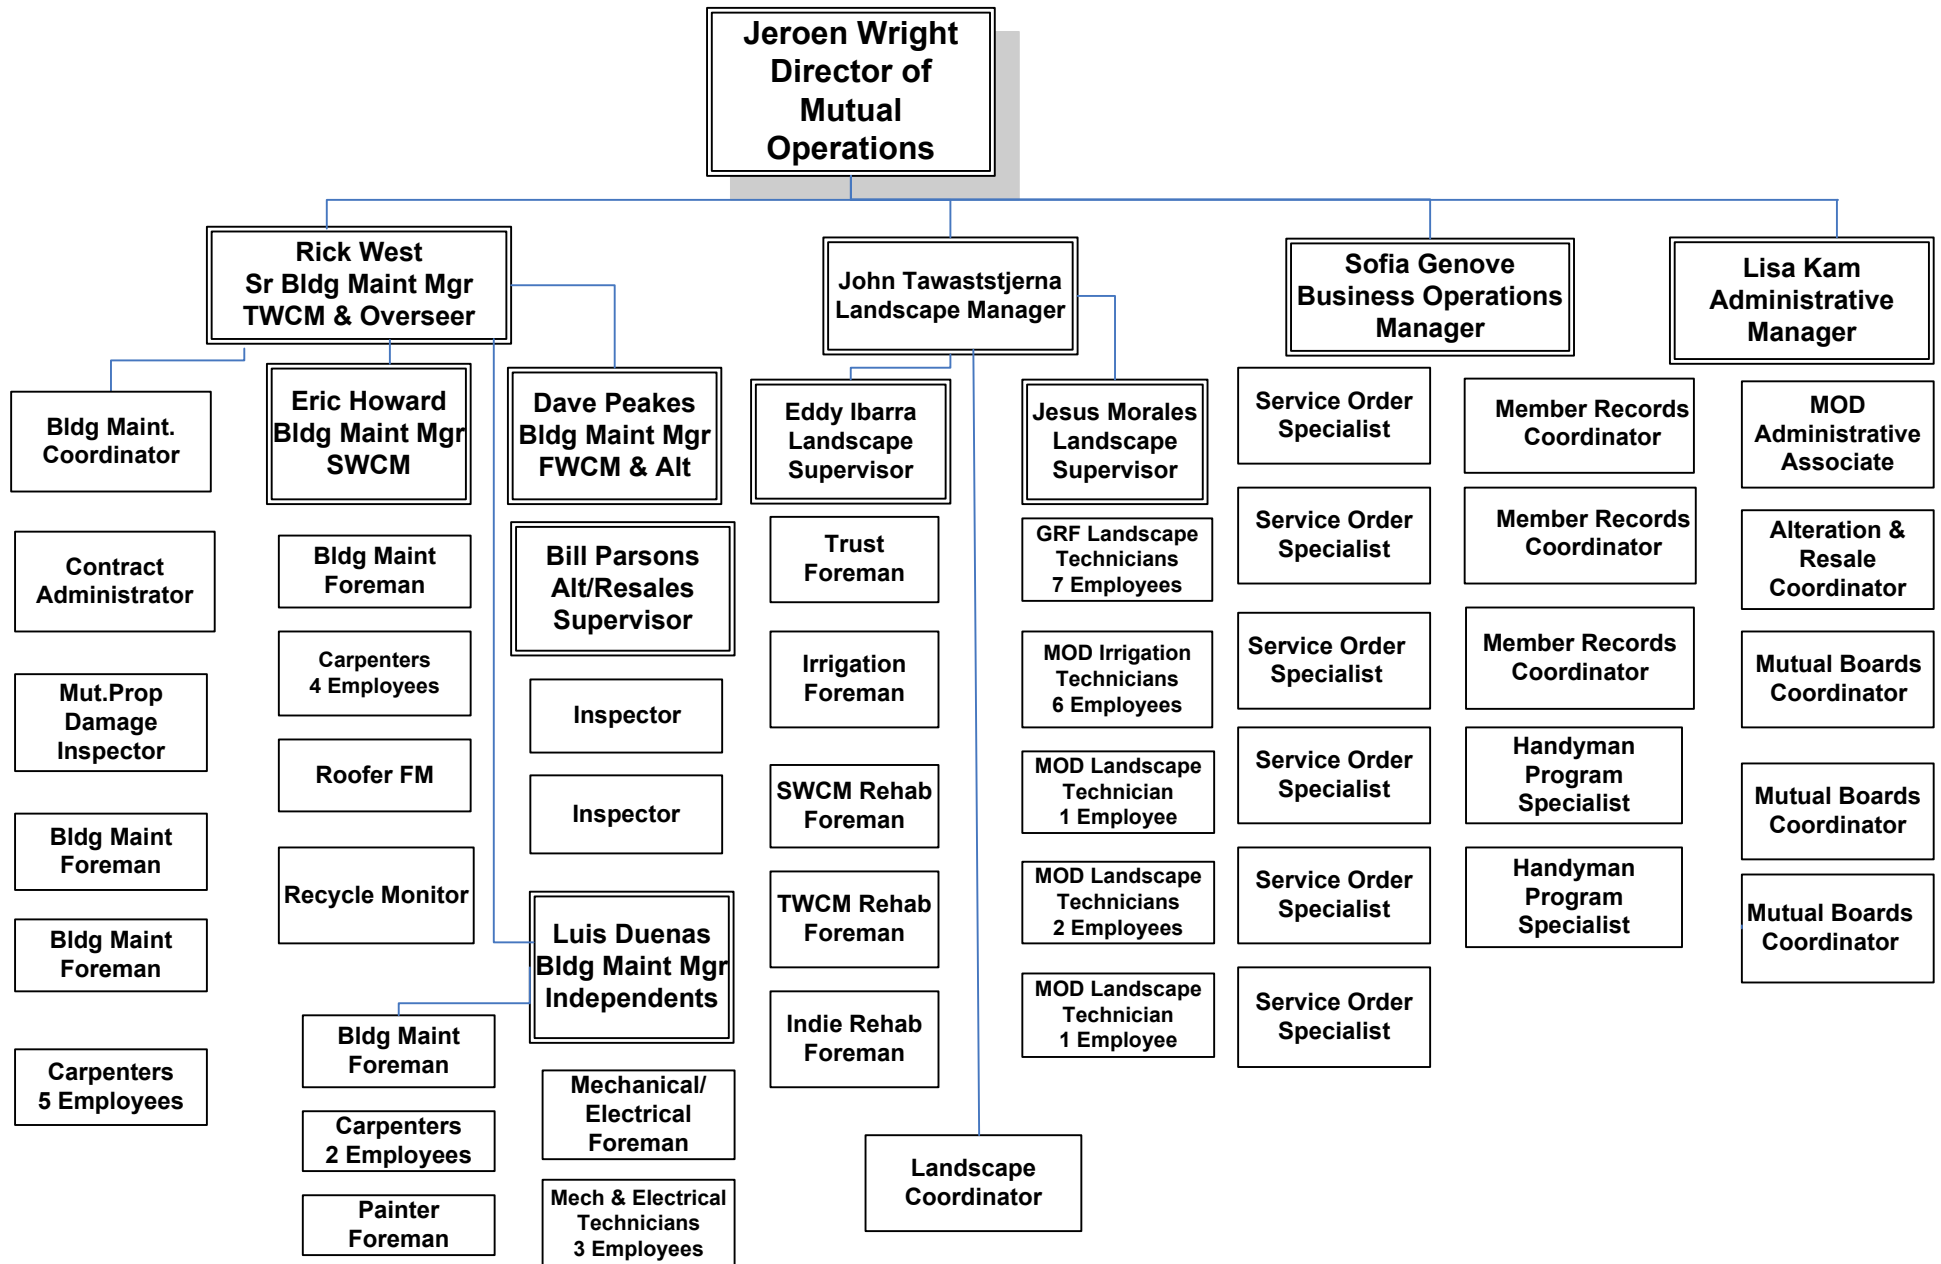 Jeroen Wright
Director of
Mutual
Operations
Rick West
Sr Bldg Maint Mgr
TWCM & Overseer
John Tawaststjerna
Landscape Manager
Sofia Genove
Business Operations
Manager
Lisa Kam
Administrative
Manager
Bldg Maint.
Coordinator
Contract
Administrator
Mut.Prop
Damage
Inspector
Bldg Maint
Foreman
Bldg Maint
Foreman
Carpenters
5 Employees
Eric Howard
Bldg Maint Mgr
SWCM
Bldg Maint
Foreman
Carpenters
4 Employees
Roofer FM
Recycle Monitor
Dave Peakes
Bldg Maint Mgr
FWCM & Alt
Bill Parsons
Alt/Resales
Supervisor
Inspector
Inspector
Luis Duenas
Bldg Maint Mgr
Independents
Bldg Maint
Foreman
Carpenters
2 Employees
Painter
Foreman
Mechanical/
Electrical
Foreman
Mech & Electrical
Technicians
3 Employees
Eddy Ibarra
Landscape
Supervisor
Trust
Foreman
Irrigation
Foreman
SWCM Rehab
Foreman
TWCM Rehab
Foreman
Indie Rehab
Foreman
Landscape
Coordinator
Jesus Morales
Landscape
Supervisor
GRF Landscape
Technicians
7 Employees
MOD Irrigation
Technicians
6 Employees
MOD Landscape
Technician
1 Employee
MOD Landscape
Technicians
2 Employees
MOD Landscape
Technician
1 Employee
Service Order
Specialist
Service Order
Specialist
Service Order
Specialist
Service Order
Specialist
Service Order
Specialist
Service Order
Specialist
Member Records
Coordinator
Member Records
Coordinator
Member Records
Coordinator
Handyman
Program
Specialist
Handyman
Program
Specialist
MOD
Administrative
Associate
Alteration &
Resale
Coordinator
Mutual Boards
Coordinator
Mutual Boards
Coordinator
Mutual Boards
Coordinator